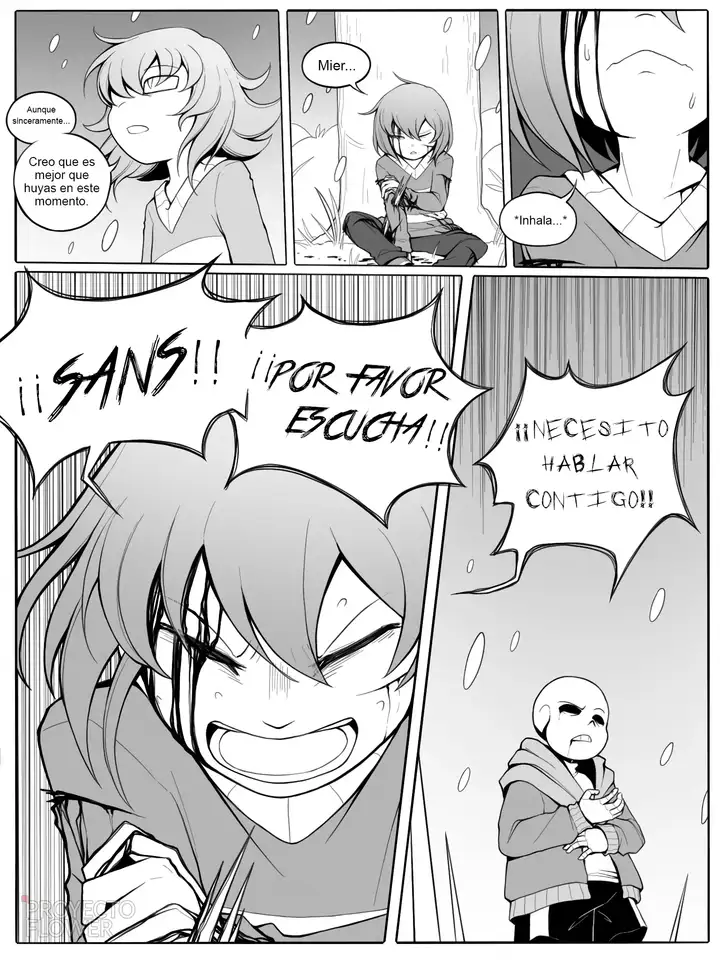 Aunque
sinceramente...
Creo que es
mejor que
huyas en este
momento.
Mier...
*Inhala...*
¡¡SANS!!
¡¡POR FAVOR
ESCUCHA!!
¡¡NECESITO
HABLAR
CONTIGO!!
PROYECTO
FLOWER